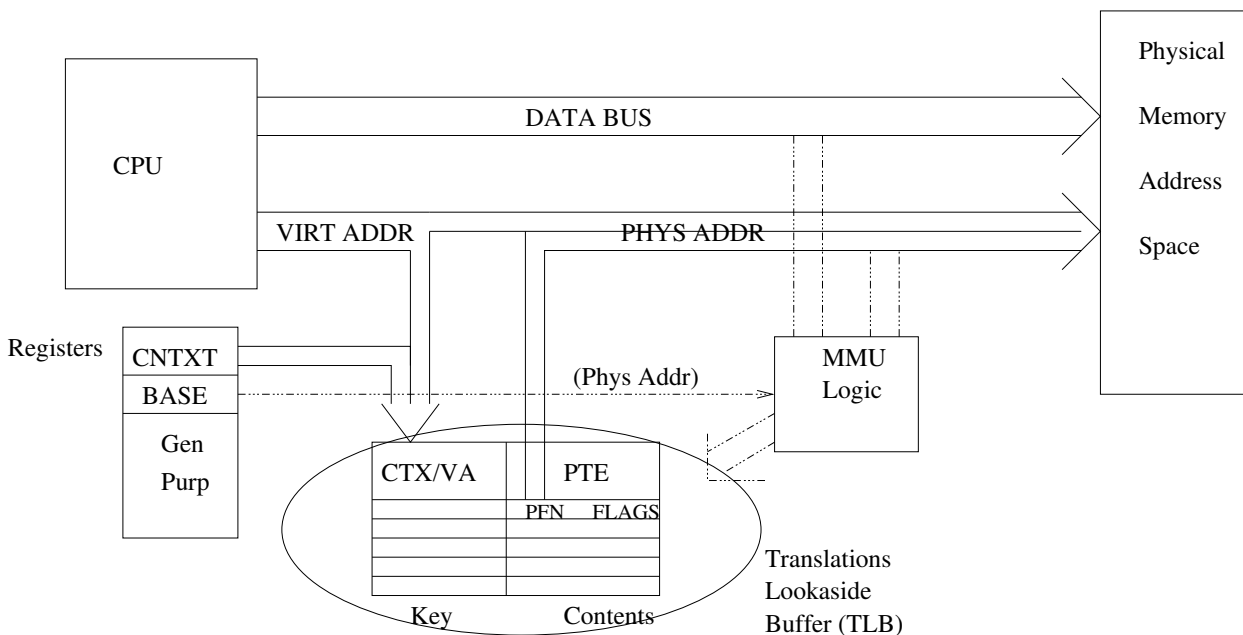 Physical
Memory
Address
Space
DATA BUS
CPU
VIRT ADDR
PHYS ADDR
Registers
CNTXT
BASE
Gen
Purp
(Phys Addr)
MMU
Logic
CTX/VA
PTE
PFN
FLAGS
Key
Contents
Translations
Lookaside
Buffer (TLB)